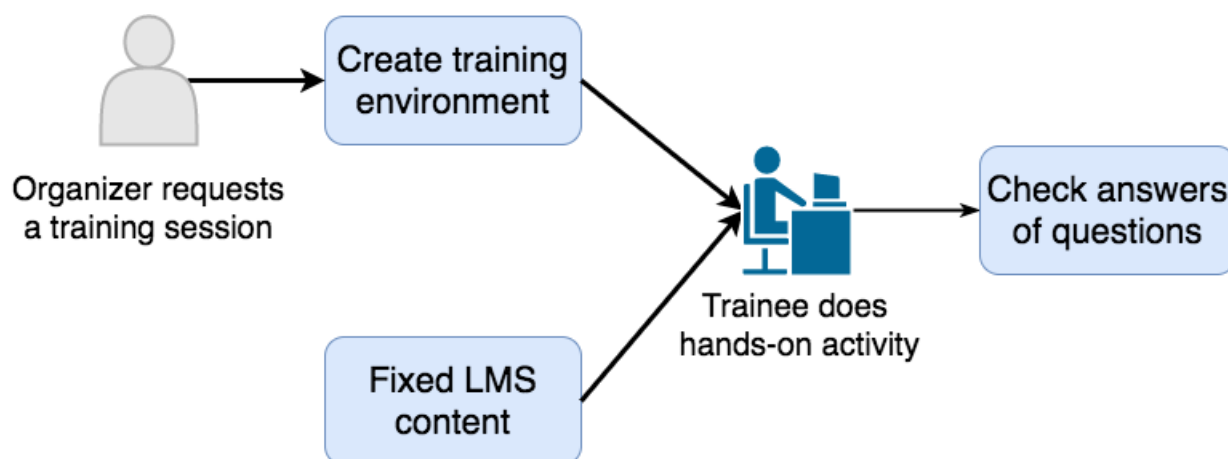 Create training
environment
Organizer requests
a training session
Check answers
of questions
Trainee does
hands-on activity
Fixed LMS
content